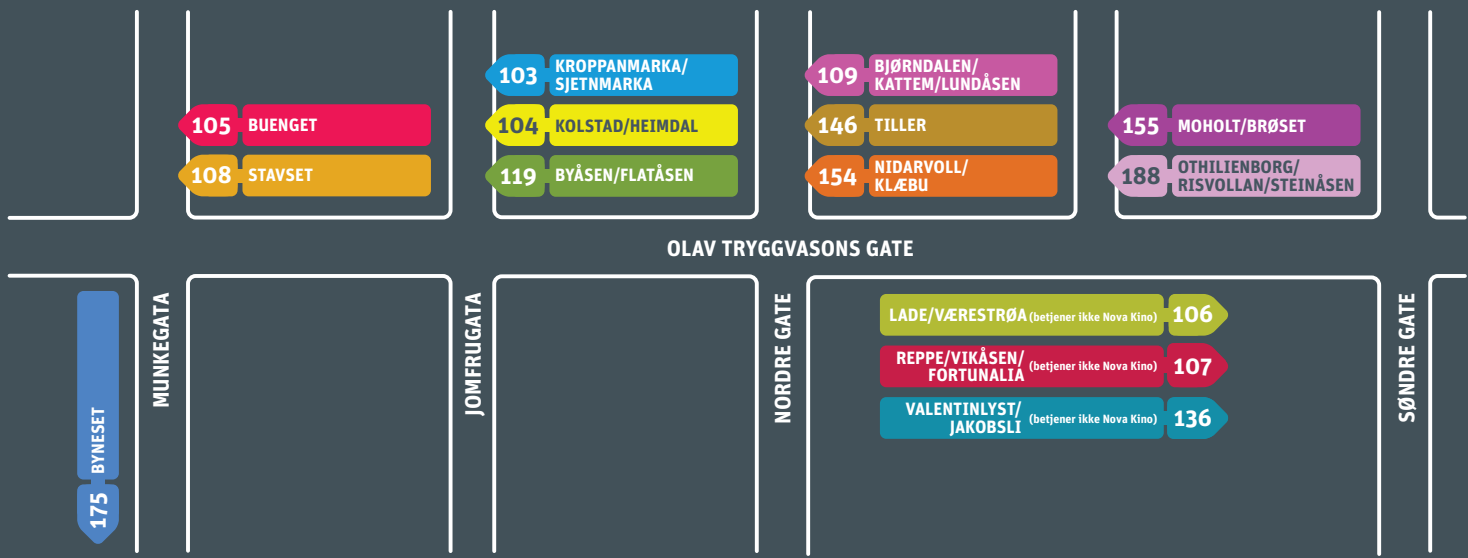 103 KROPPANMARKA/
SJETNMARKA
109 BJØRNDALEN/
KATTEM/LUNDÅSEN
105 BUENGET
104 KOLSTAD/HEIMDAL
146 TILLER
155 MOHOLT/BRØSET
108 STAVSET
119 BYÅSEN/FLATÅSEN
154 NIDARVOLL/
KLÆBU
188 OTHILIENBORG/
RISVOLLAN/STEINÅSEN
OLAV TRYGGVASONS GATE
175 BYNESET
MUNKEGATA
JOMFRUGATA
NORDRE GATE
LADE/VÆRESTRØA (betjener ikke Nova Kino) 106
REPPE/VIKÅSEN/
FORTUNALIA (betjener ikke Nova Kino) 107
VALENTINLYST/
JAKOBSLI (betjener ikke Nova Kino) 136
SØNDRE GATE